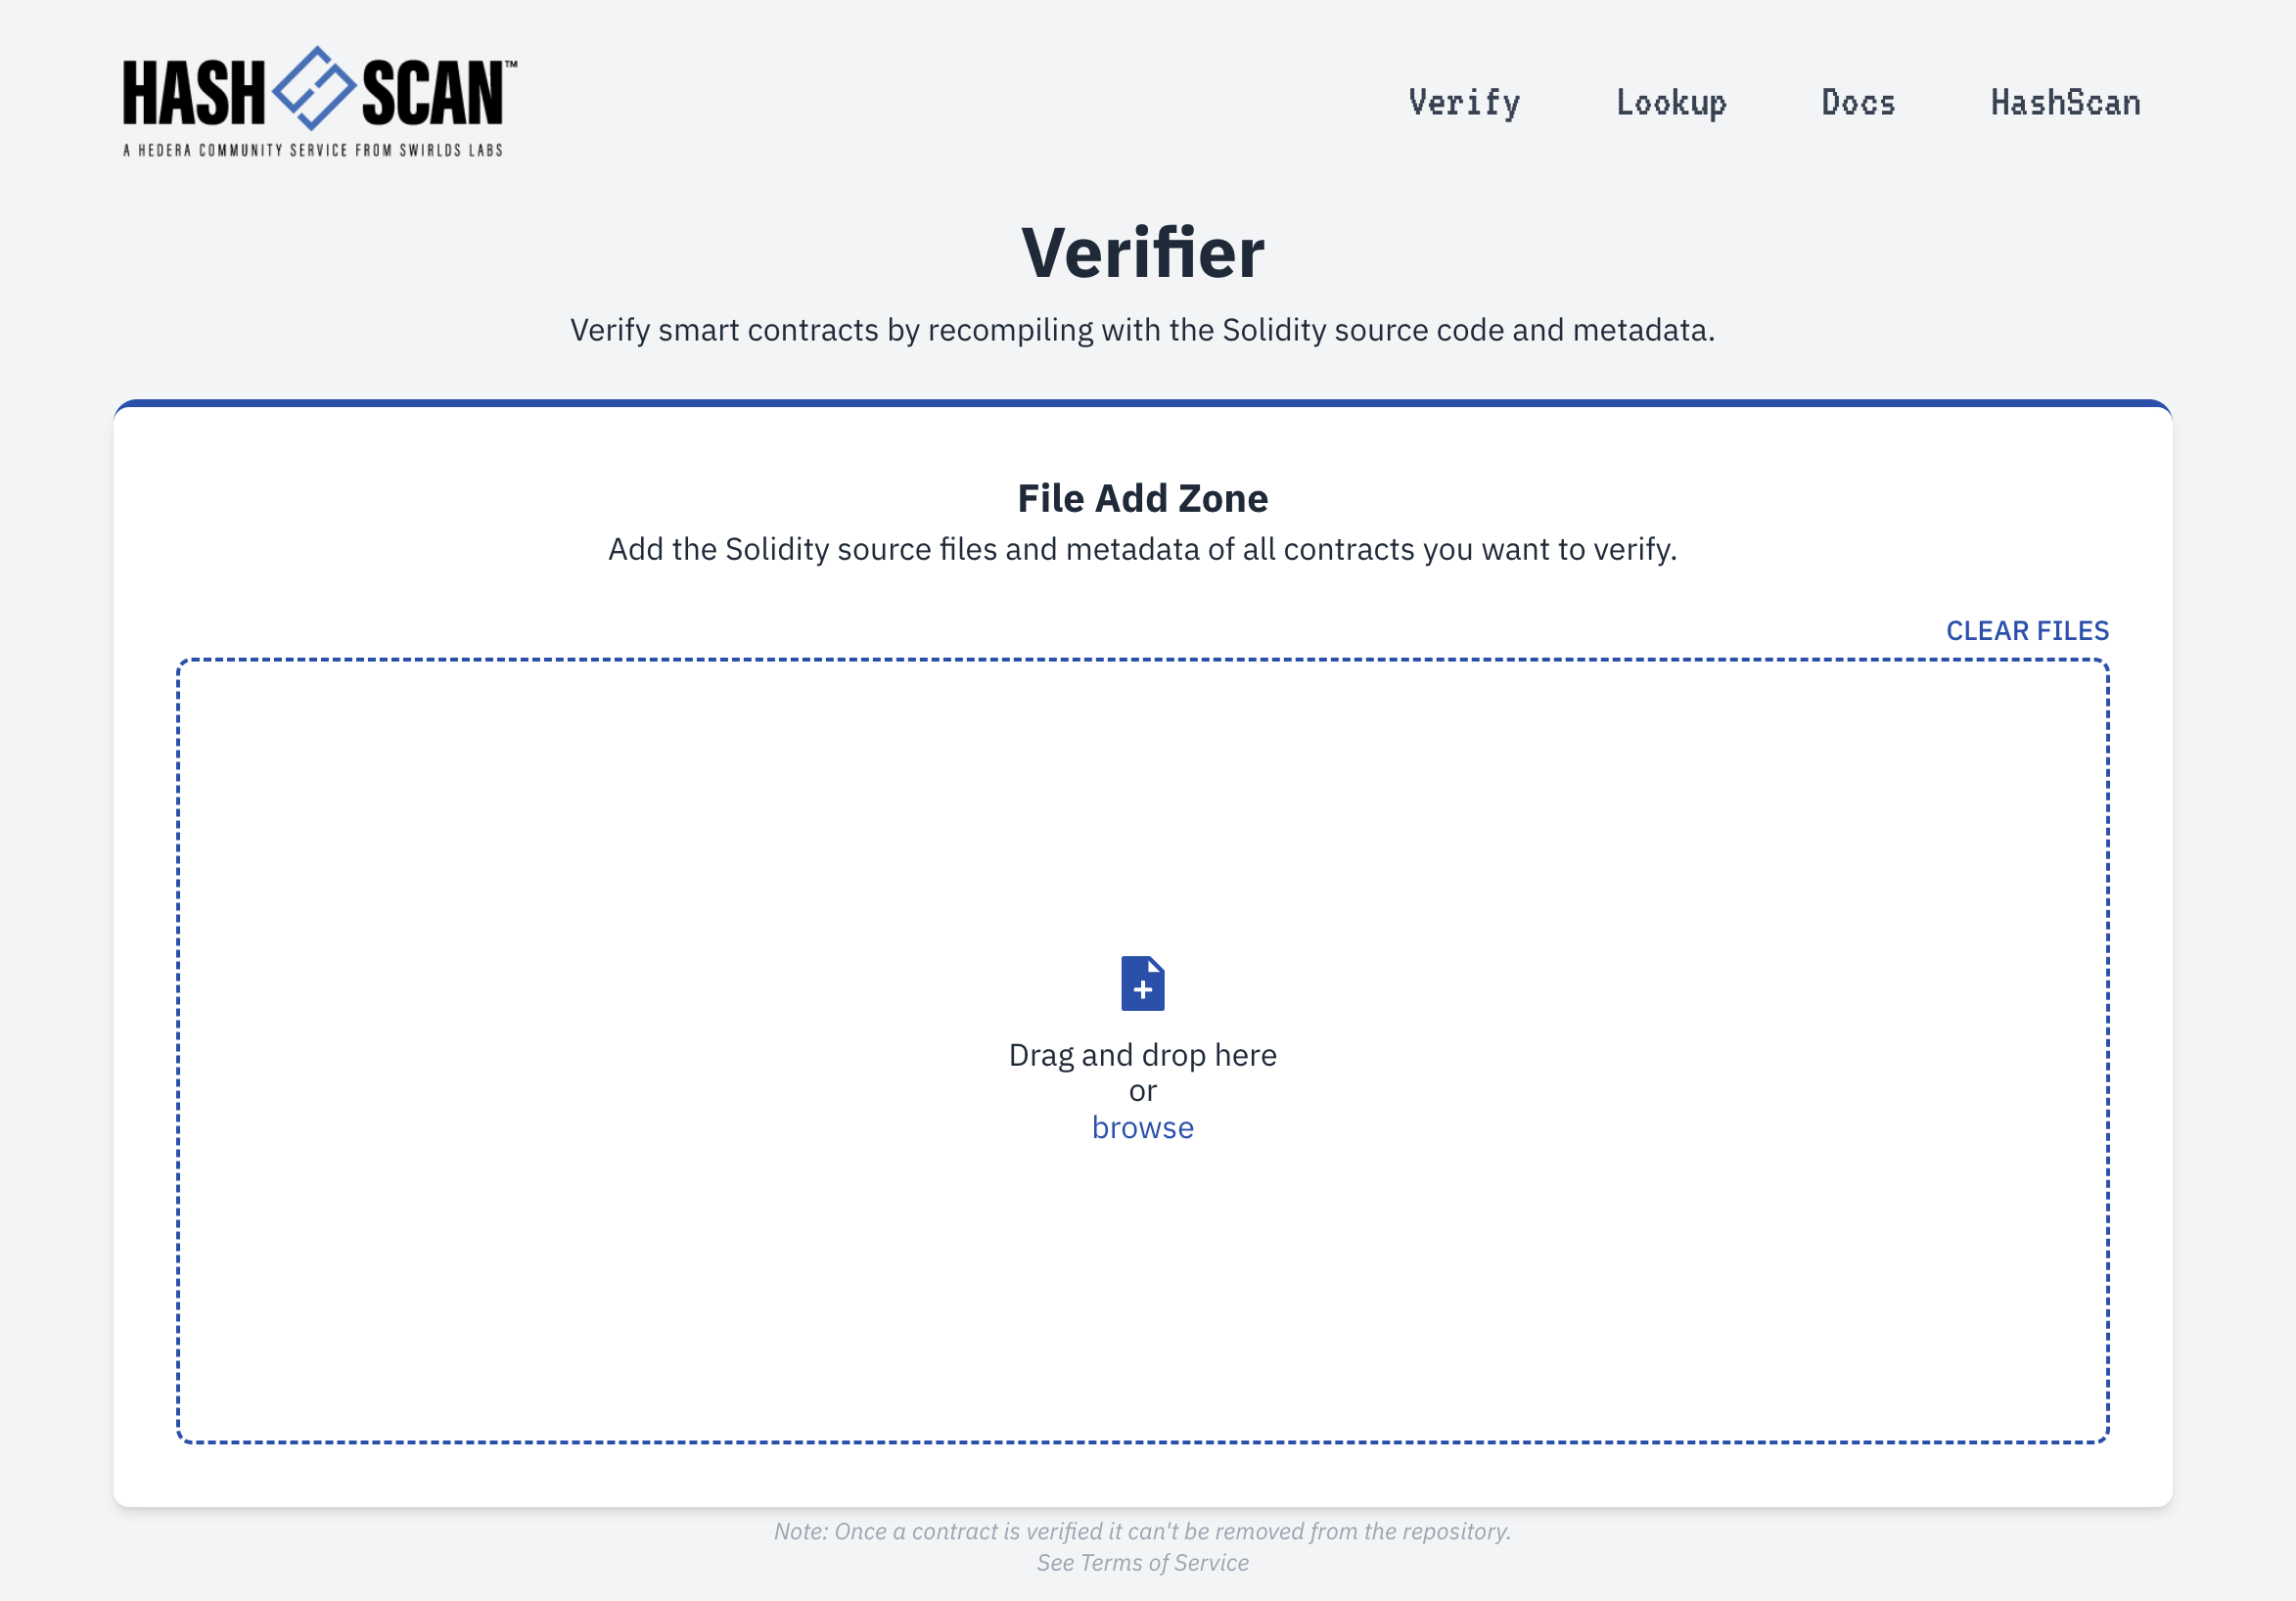 HASH SCAN™
A HEDERA COMMUNITY SERVICE FROM SWIRLDS LABS
Verify Lookup Docs HashScan
Verifier
Verify smart contracts by recompiling with the Solidity source code and metadata.
File Add Zone
Add the Solidity source files and metadata of all contracts you want to verify.
CLEAR FILES
Drag and drop here
or
browse
Note: Once a contract is verified it can't be removed from the repository.
See Terms of Service